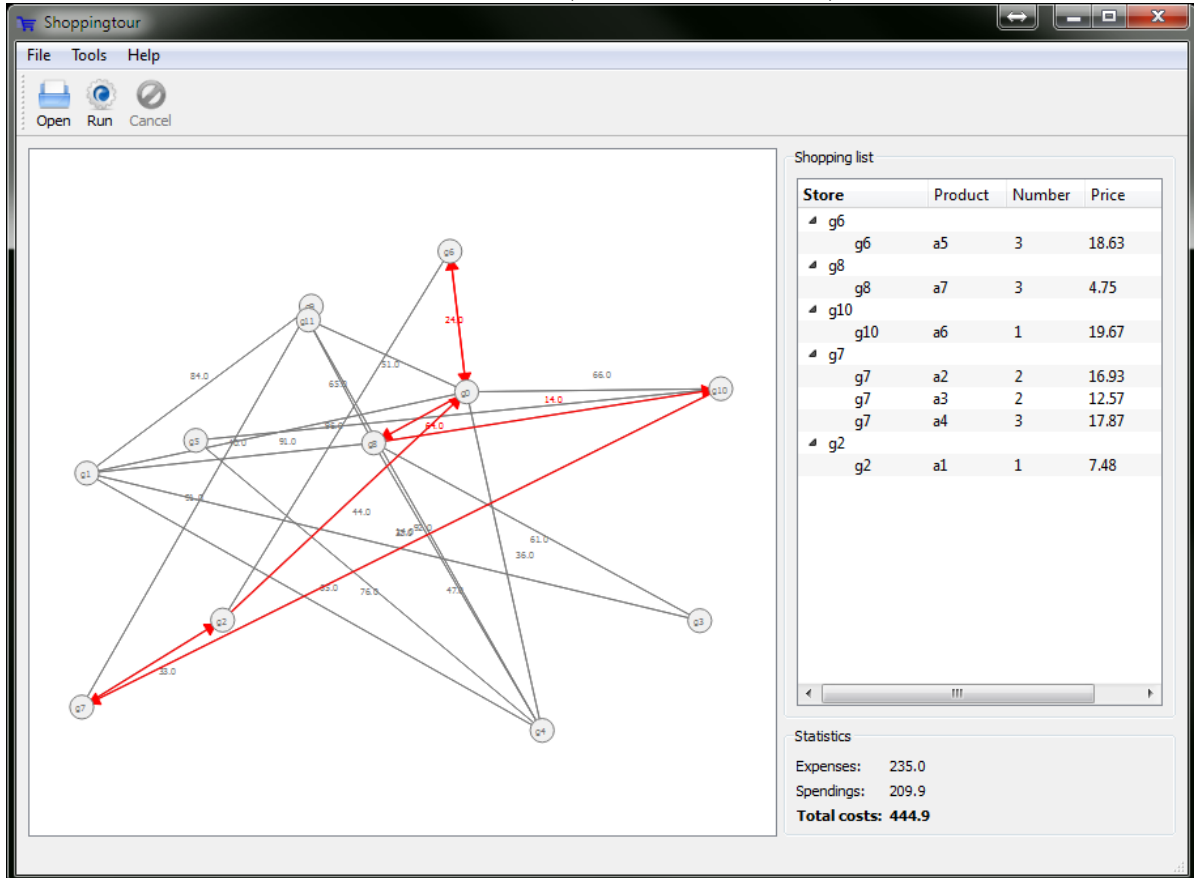 Shoppingtour
File Tools Help
Open Run Cancel
Shopping list
Store Product Number Price
g6
g6 a5 3 18.63
g8
g8 a7 3 4.75
g10
g10 a6 1 19.67
g7
g7 a2 2 16.93
g7 a3 2 12.57
g7 a4 3 17.87
g2
g2 a1 1 7.48
g6
g11
24.0
51.0
84.0
65.0
66.0
g0
g10
14.0
64.0
g5
91.0
g8
g1
44.0
61.0
36.0
76.0
47.0
g2
g3
33.0
g7
g4
Statistics
Expenses: 235.0
Spendings: 209.9
Total costs: 444.9